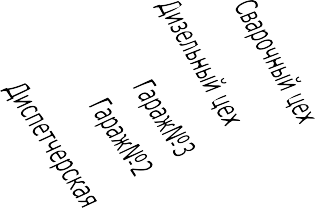 Сварочный цех
Дизельный цех
Гараж№3
Гараж№2
Диспетчерская